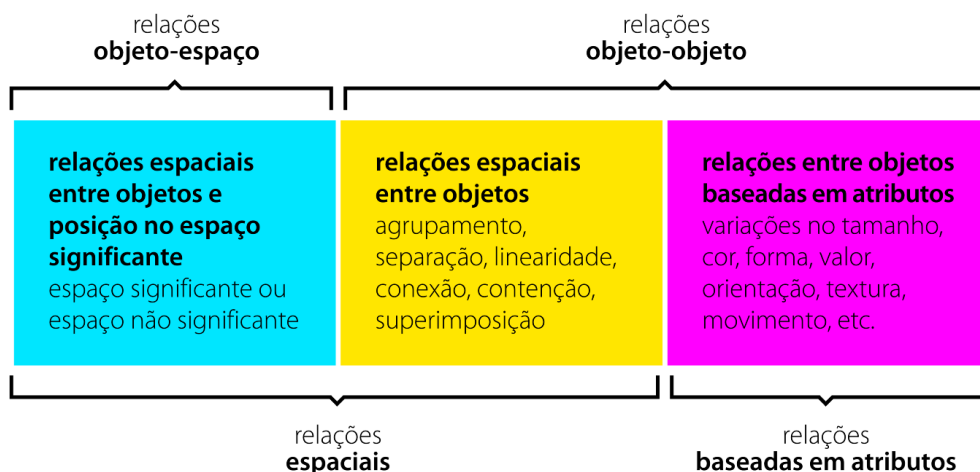 relações
objeto-espaço
relações
objeto-objeto
relações espaciais
entre objetos e
posição no espaço
significante
espaço significante ou
espaço não significante
relações espaciais
entre objetos
agrupamento,
separação, linearidade,
conexão, contenção,
superimposição
relações entre objetos
baseadas em atributos
variações no tamanho,
cor, forma, valor,
orientação, textura,
movimento, etc.
relações
espaciais
relações
baseadas em atributos